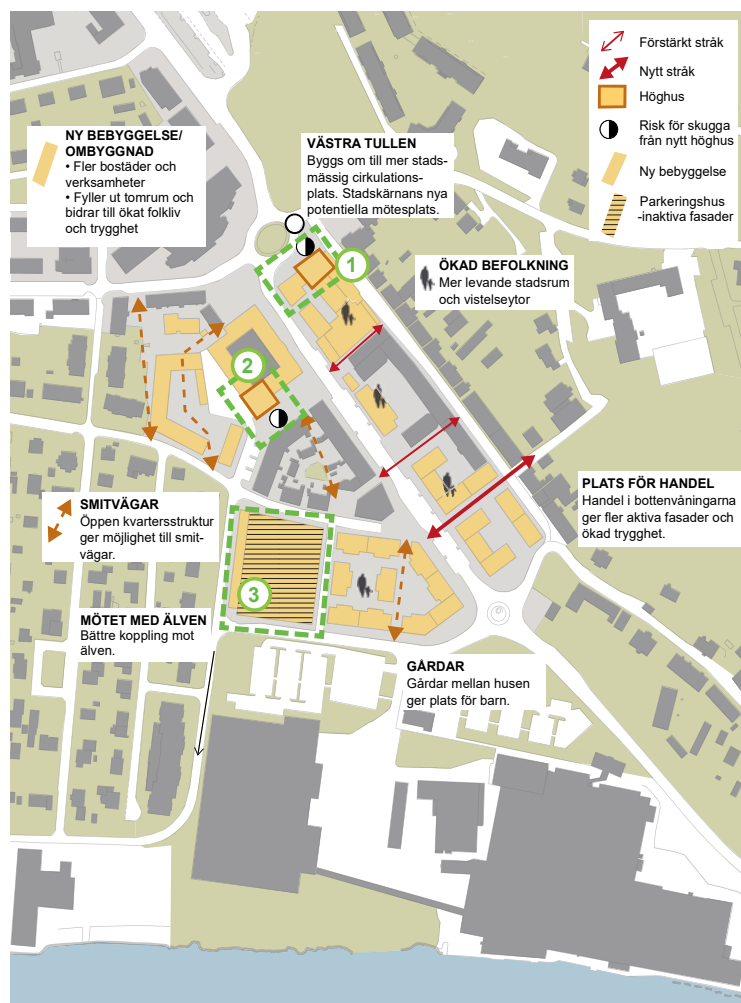 Förstärkt stråk
Nytt stråk
Höghus
Risk för skugga
från nytt höghus
Ny bebyggelse
Parkeringshus
-inaktiva fasader
NY BEBYGGELSE/
OMBYGGNAD
• Fler bostäder och
verksamheter
• Fyller ut tomrum och
bidrar till ökat folkliv
och trygghet
VÄSTRA TULLEN
Byggs om till mer stads-
mässig cirkulations-
plats. Stadskärnans nya
potentiella mötesplats.
1
ÖKAD BEFOLKNING
Mer levande stadsrum
och vistelseytor
2
PLATS FÖR HANDEL
Handel i bottenvåningarna
ger fler aktiva fasader och
ökad trygghet.
SMITVÄGAR
Öppen kvartersstruktur
ger möjlighet till smit-
vägar.
3
MÖTET MED ÄLVEN
Bättre koppling mot
älven.
GÅRDAR
Gårdar mellan husen
ger plats för barn.